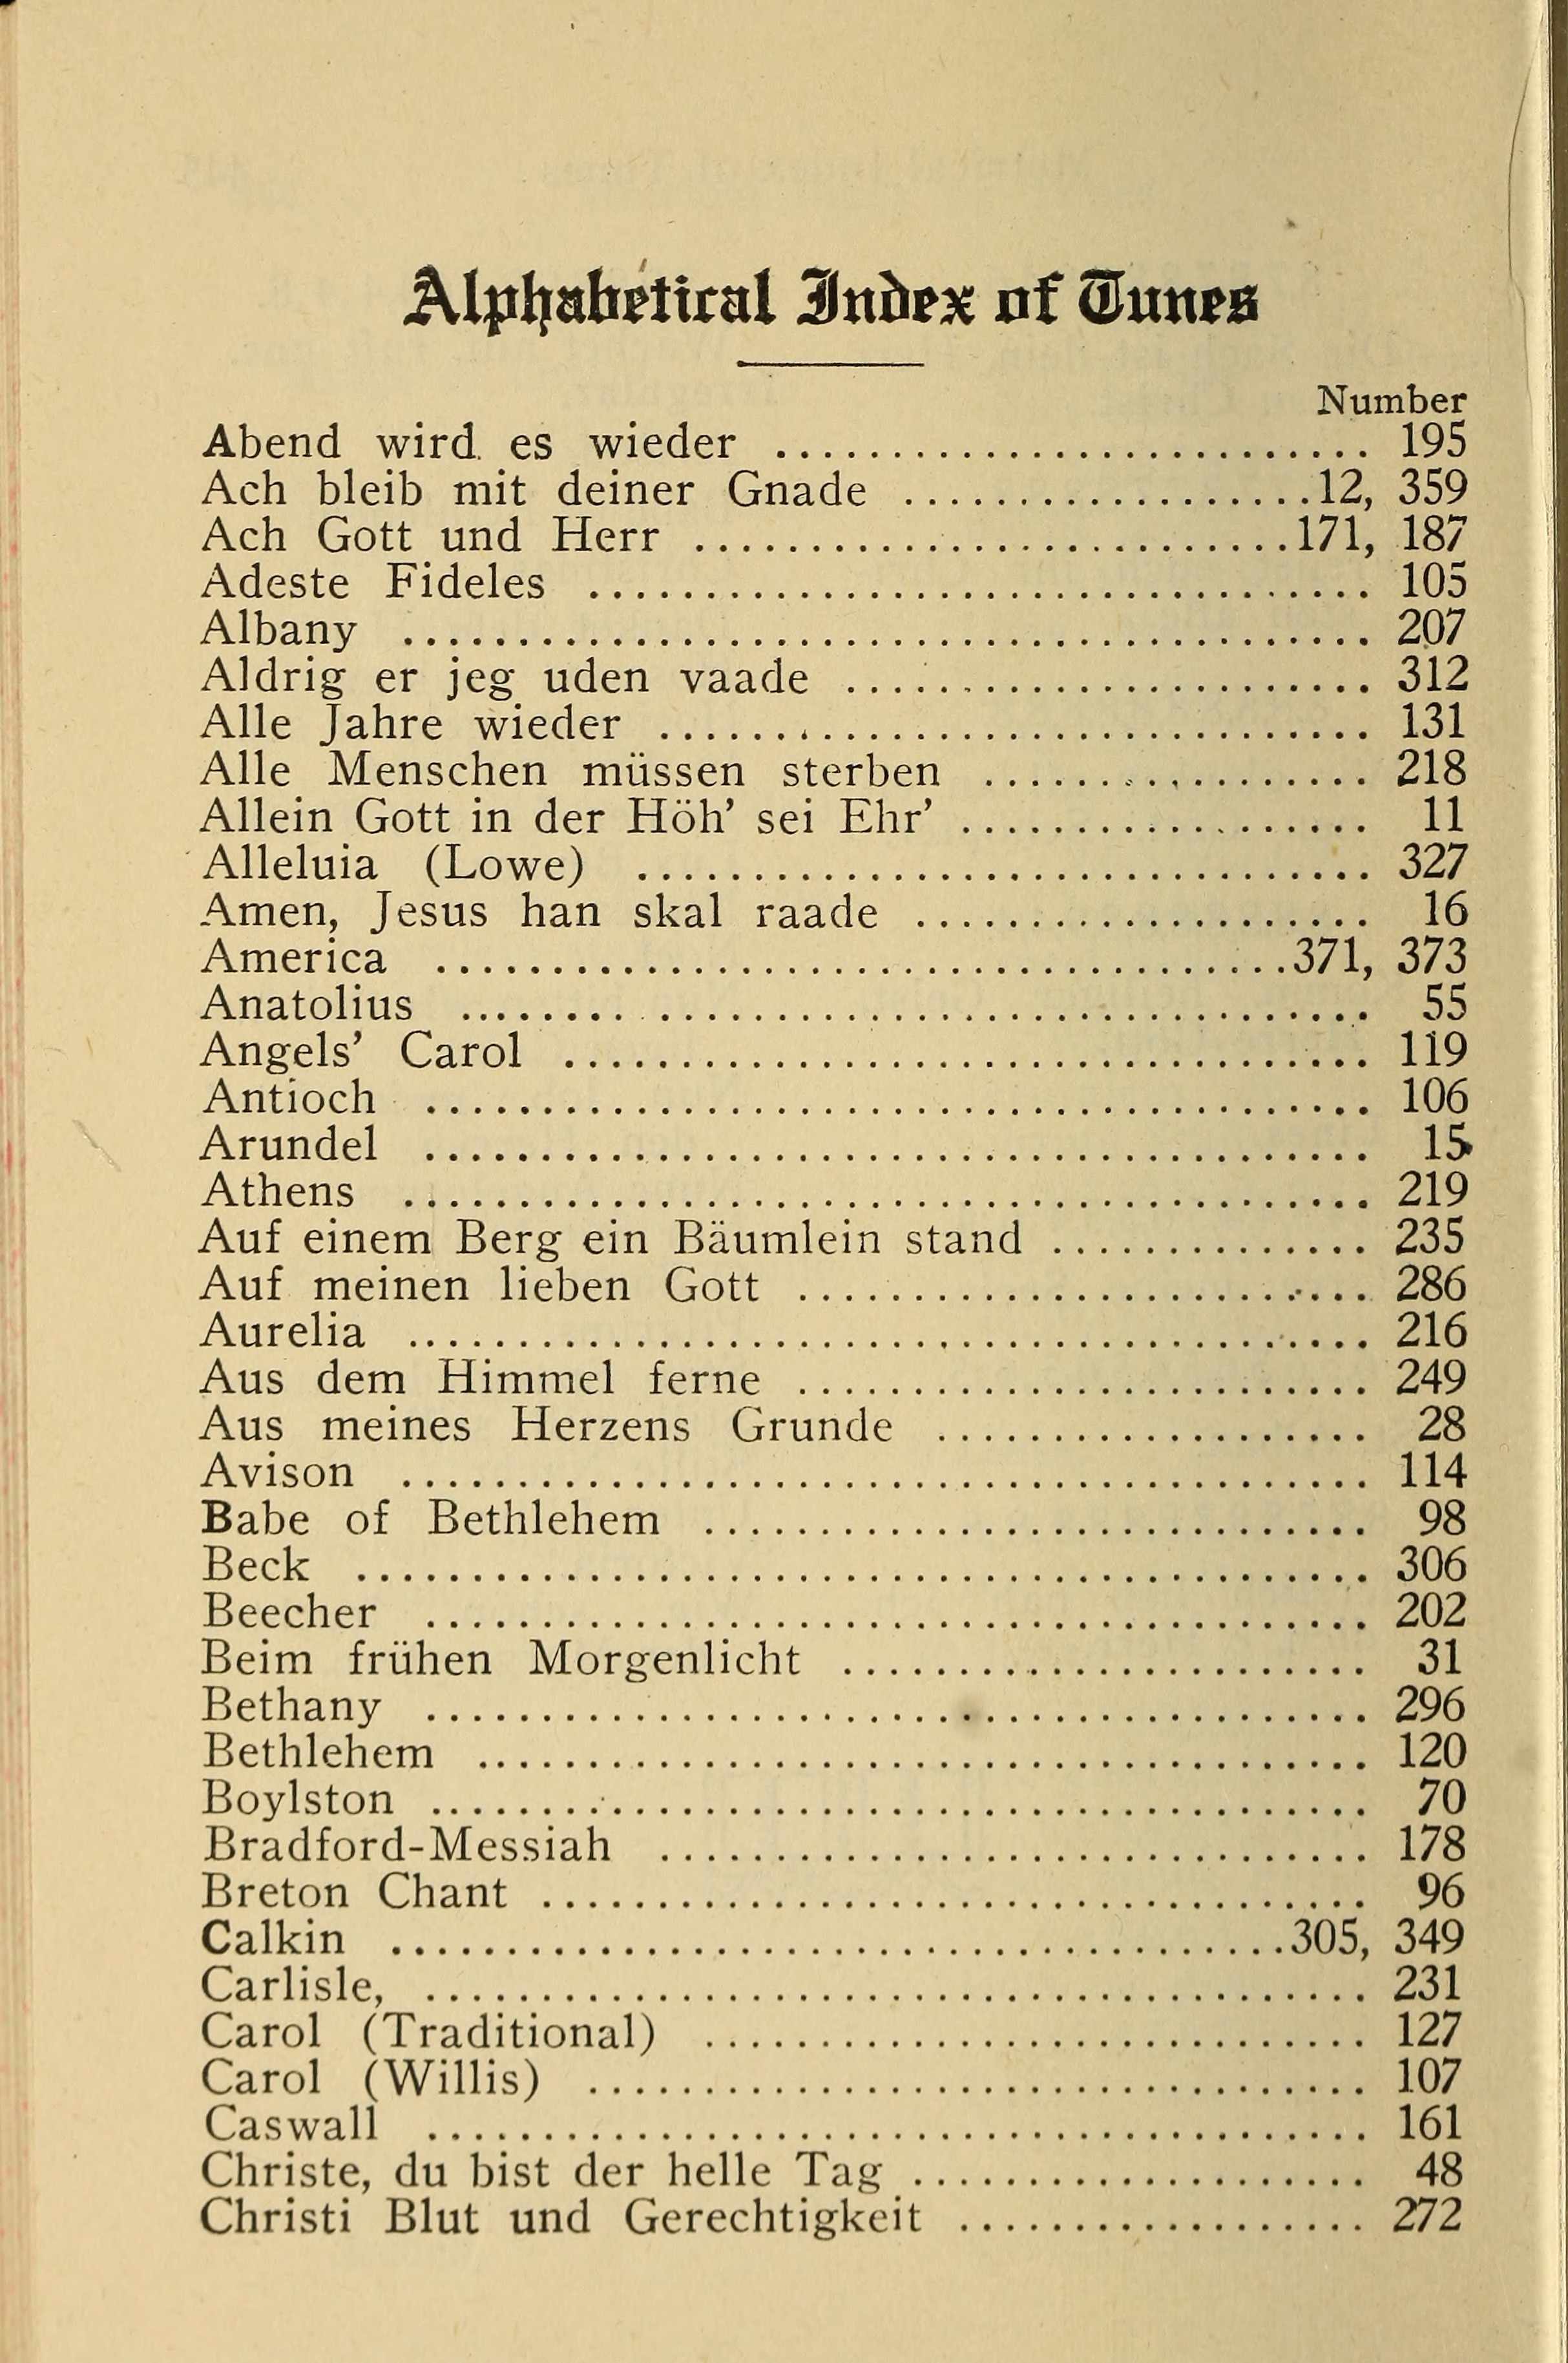 Alphabetical Index of Tunes
Number
Abend wird es wieder ........................... 195
Ach bleib mit deiner Gnade ..................12, 359
Ach Gott und Herr ..........................171, 187
Adeste Fideles .................................. 105
Albany .......................................... 207
Aldrig er jeg uden vaade ....................... 312
Alle Jahre wieder ............................... 131
Alle Menschen müssen sterben ................. 218
Allein Gott in der Höh' sei Ehr' .................. 11
Alleluia (Lowe) ................................ 327
Amen, Jesus han skal raade .................... 16
America .....................................371, 373
Anatolius ........................................ 55
Angels' Carol ................................... 119
Antioch ......................................... 106
Arundel ......................................... 15
Athens .......................................... 219
Auf einem Berg ein Bäumlein stand .............. 235
Auf meinen lieben Gott ......................... 286
Aurelia ......................................... 216
Aus dem Himmel ferne ......................... 249
Aus meines Herzens Grunde ................... 28
Avison .......................................... 114
Babe of Bethlehem ............................. 98
Beck ............................................ 306
Beecher ......................................... 202
Beim frühen Morgenlicht ....................... 31
Bethany ......................................... 296
Bethlehem ....................................... 120
Boylston ......................................... 70
Bradford-Messiah ............................... 178
Breton Chant .................................... 96
Calkin .......................................305, 349
Carlisle, ......................................... 231
Carol (Traditional) ............................. 127
Carol (Willis) .................................. 107
Caswall ......................................... 161
Christe, du bist der helle Tag .................... 48
Christi Blut und Gerechtigkeit .................. 272